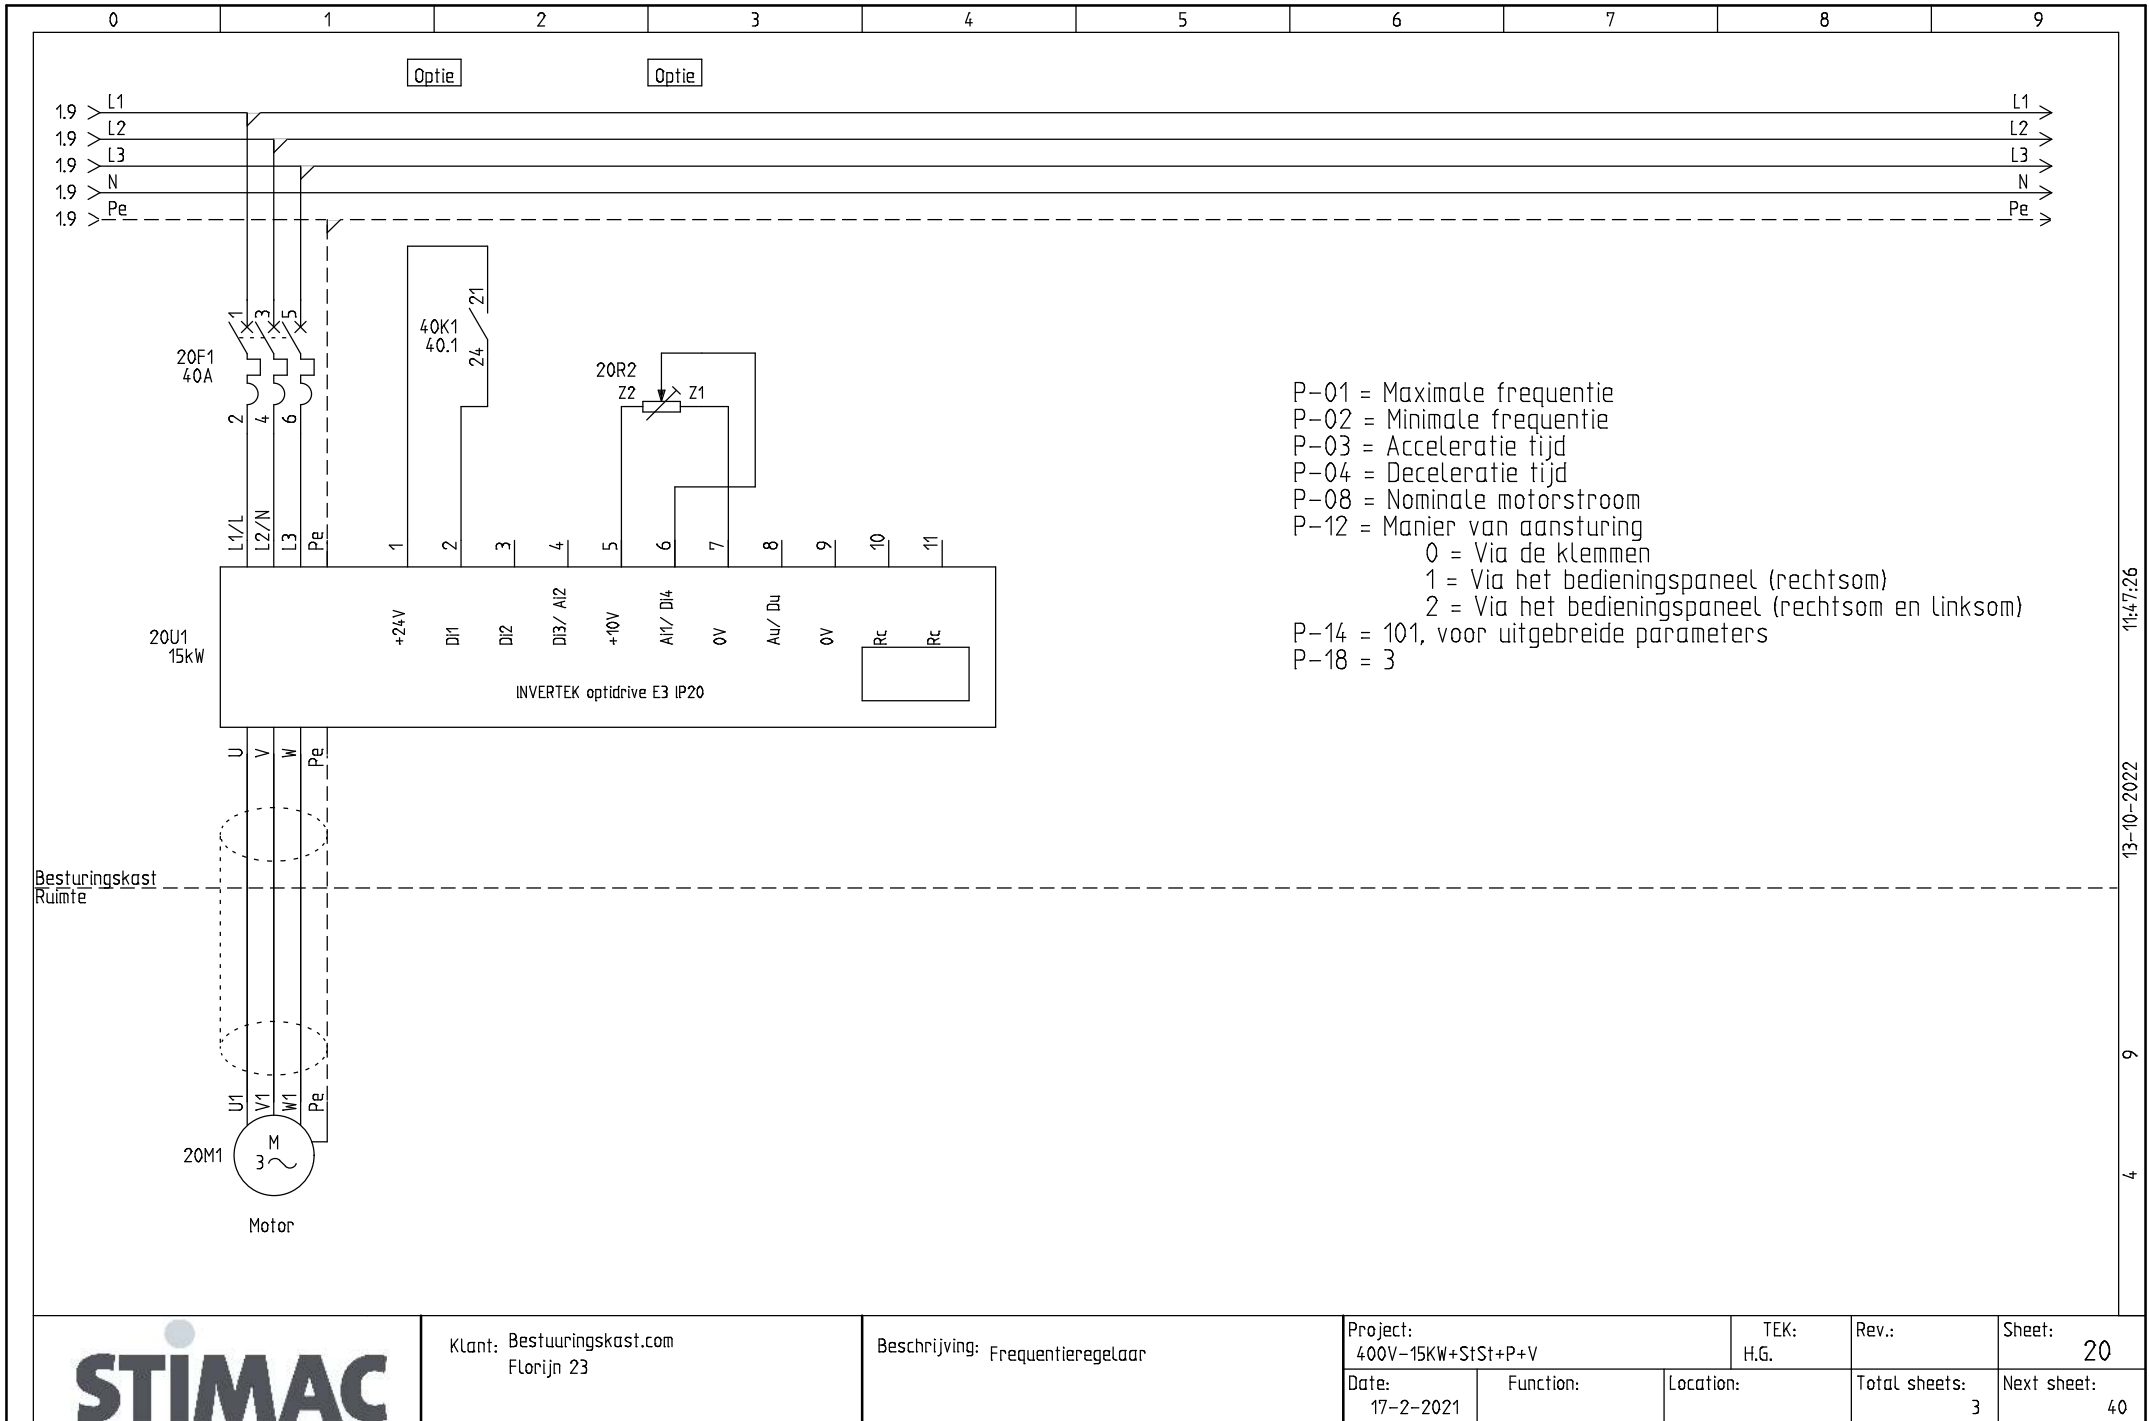 0 1 2 3 4 5 6 7 8 9
Optie Optie
1.9 L1 L1
1.9 L2 L2
1.9 L3 L3
1.9 N N
1.9 Pe Pe
1 3 5
20F1
40A
2 4 6
21
40K1
40.1
24
20R2
Z2 Z1
P-01 = Maximale frequentie
P-02 = Minimale frequentie
P-03 = Acceleratie tijd
P-04 = Deceleratie tijd
P-08 = Nominale motorstroom
P-12 = Manier van aansturing
0 = Via de klemmen
1 = Via het bedieningspaneel (rechtsom)
2 = Via het bedieningspaneel (rechtsom en linksom)
P-14 = 101, voor uitgebreide parameters
P-18 = 3
L1/L L2/N L3 Pe 1 2 3 4 5 6 7 8 9 10 11
20U1
15kW
+24V DI1 DI2 DI3/ Ai2 +10V Ai1/ DI4 0V Au/ Du 0V Rc Rc
INVERTEK optidrive E3 IP20
U V W Pe
Besturingskast
Ruimte
U1 V1 W1 Pe
20M1
M
3
Motor
11:47:26
13-10-2022
9
4
STIMAC
Klant: Bestuuringskast.com
Florijn 23
Beschrijving: Frequentieregelaar
Project:
400V-15KW+StSt+P+V
TEK:
H.G.
Rev.:
Sheet:
20
Date:
17-2-2021
Function:
Location:
Total sheets:
3
Next sheet:
40